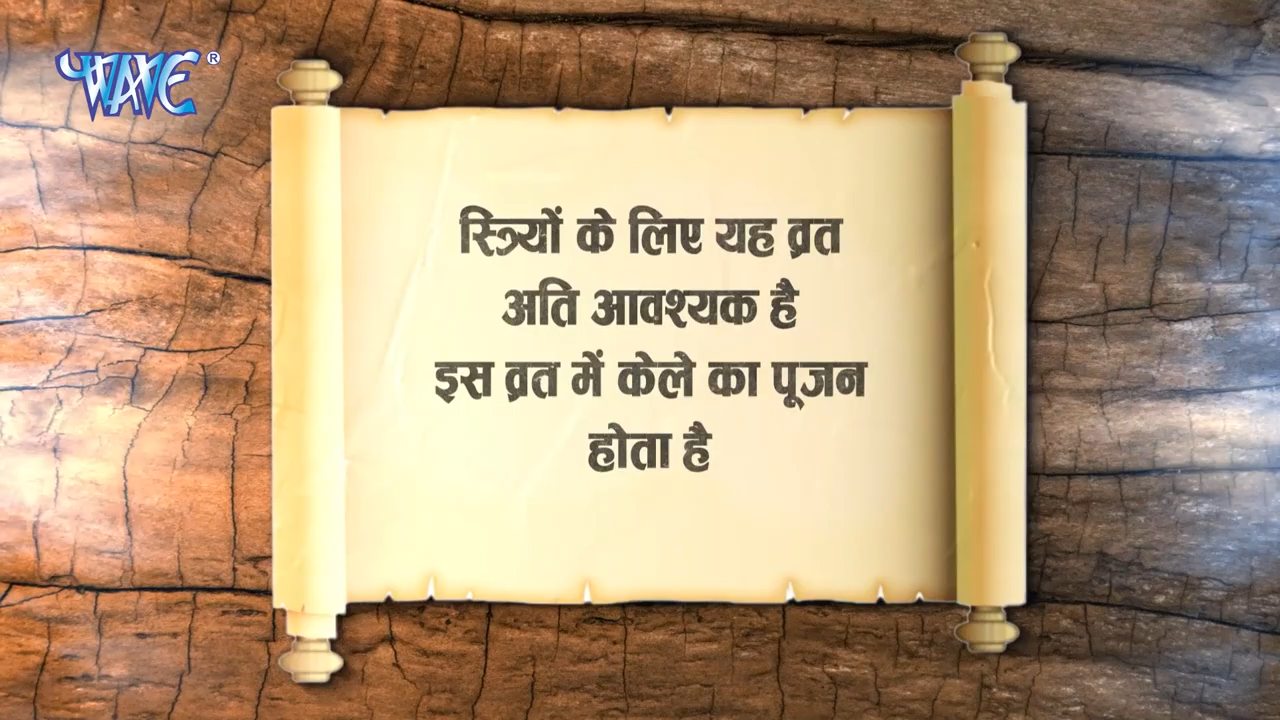 WAVE®
स्त्रियों के लिए यह व्रत
अति आवश्यक है
इस व्रत में केले का पूजन
होता है